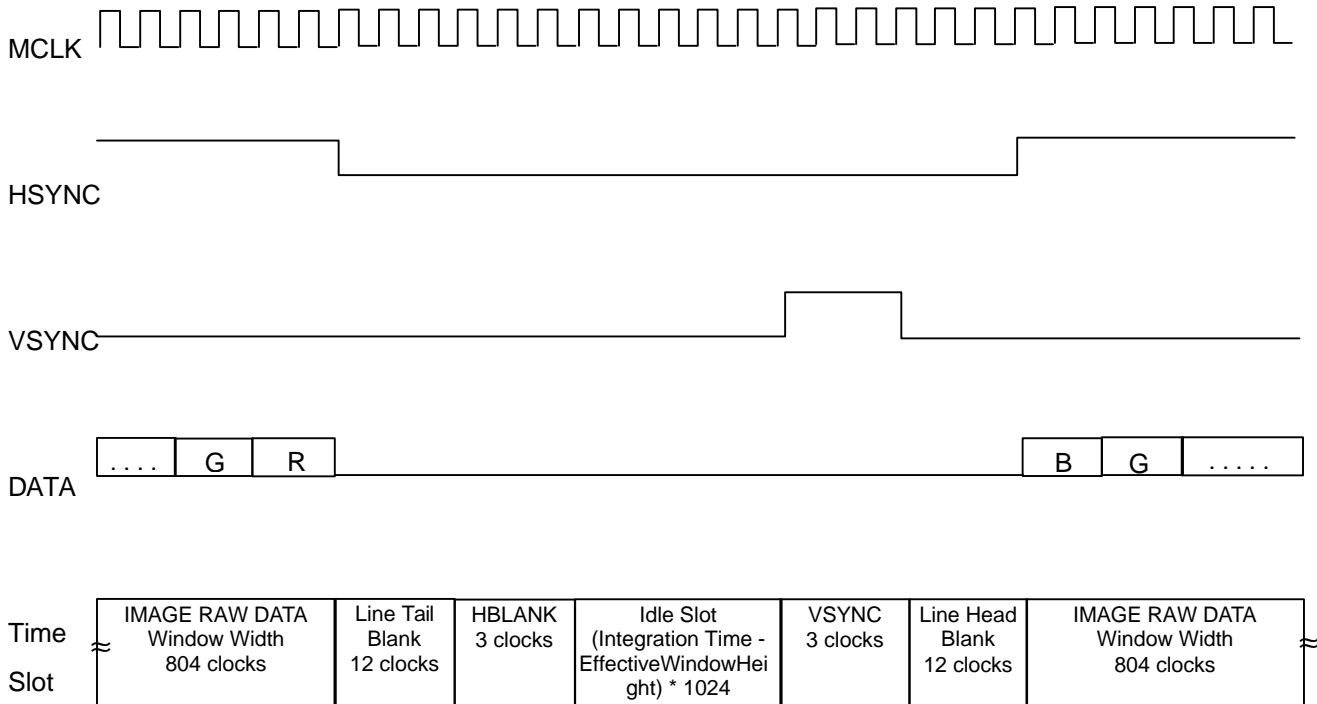 MCLK
HSYNC
VSYNC
DATA
. . . .
G
R
B
G
. . . . .
Time
Slot
IMAGE RAW DATA
Window Width
804 clocks
Line Tail
Blank
12 clocks
HBLANK
3 clocks
Idle Slot
(Integration Time -
EffectiveWindowHei
ght) * 1024
VSYNC
3 clocks
Line Head
Blank
12 clocks
IMAGE RAW DATA
Window Width
804 clocks